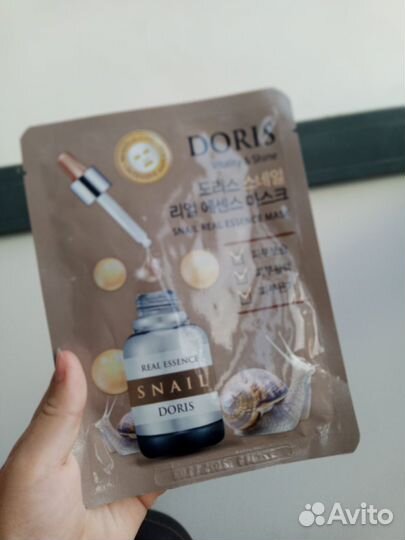 DORIS
Vitality & Shine
도리스 스네일
리얼 에센스 마스크
SNAIL REAL ESSENCE MASK
REAL ESSENCE
SNAIL
DORIS
Avito